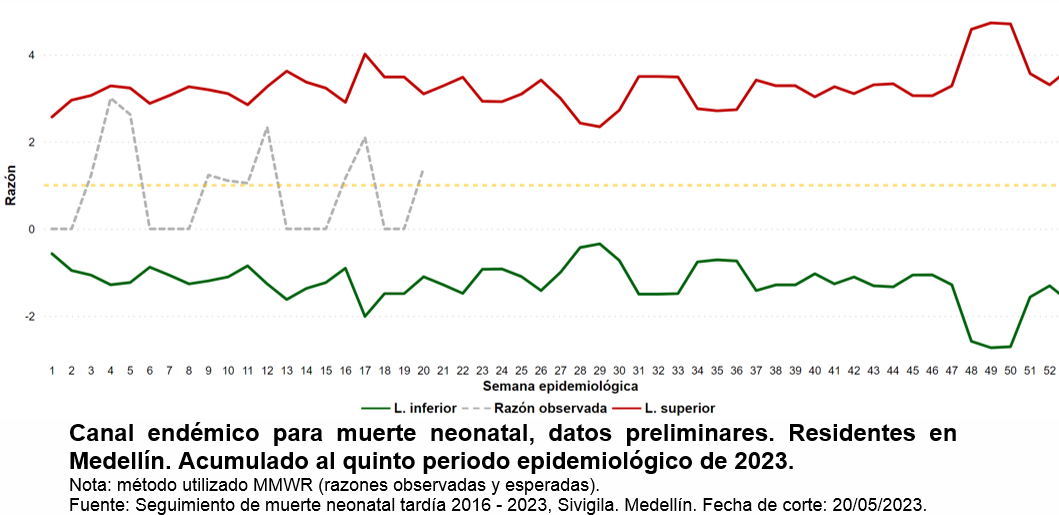 4
2
0
-2
Razón
1 2 3 4 5 6 7 8 9 10 11 12 13 14 15 16 17 18 19 20 21 22 23 24 25 26 27 28 29 30 31 32 33 34 35 36 37 38 39 40 41 42 43 44 45 46 47 48 49 50 51 52
Semana epidemiológica
L. inferior Razón observada L. superior
Canal endémico para muerte neonatal, datos preliminares. Residentes en
Medellín. Acumulado al quinto periodo epidemiológico de 2023.
Nota: método utilizado MMWR (razones observadas y esperadas).
Fuente: Seguimiento de muerte neonatal tardía 2016 - 2023, Sivigila. Medellín. Fecha de corte: 20/05/2023.